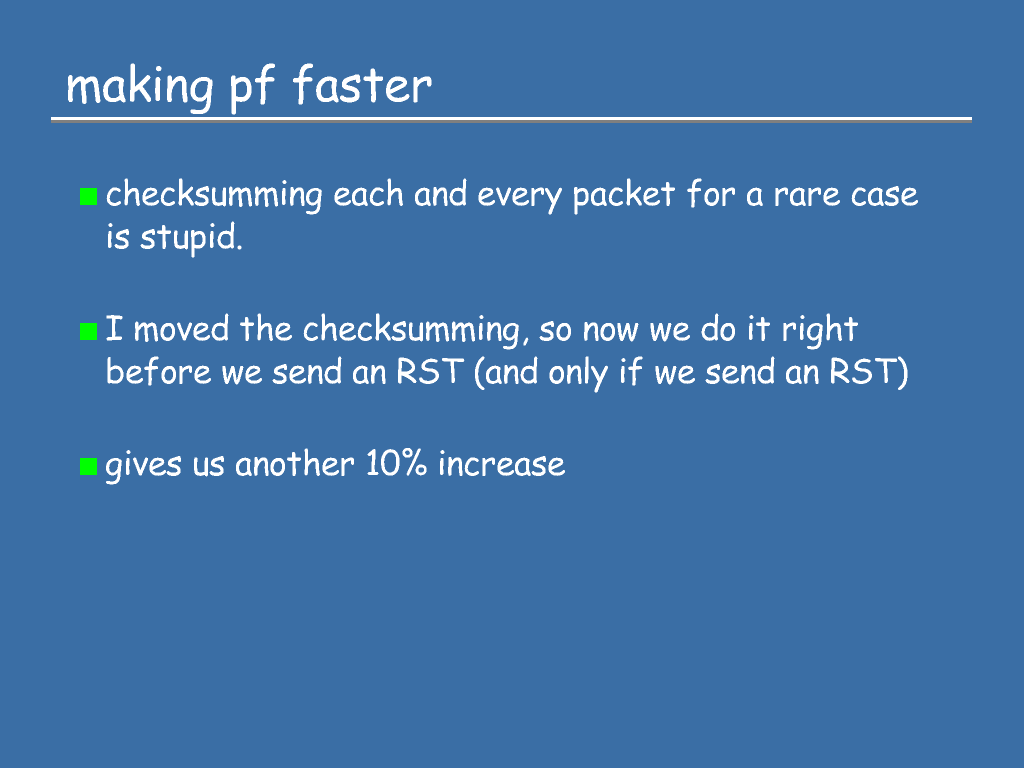 making pf faster
checksumming each and every packet for a rare case
is stupid.
I moved the checksumming, so now we do it right
before we send an RST (and only if we send an RST)
gives us another 10% increase